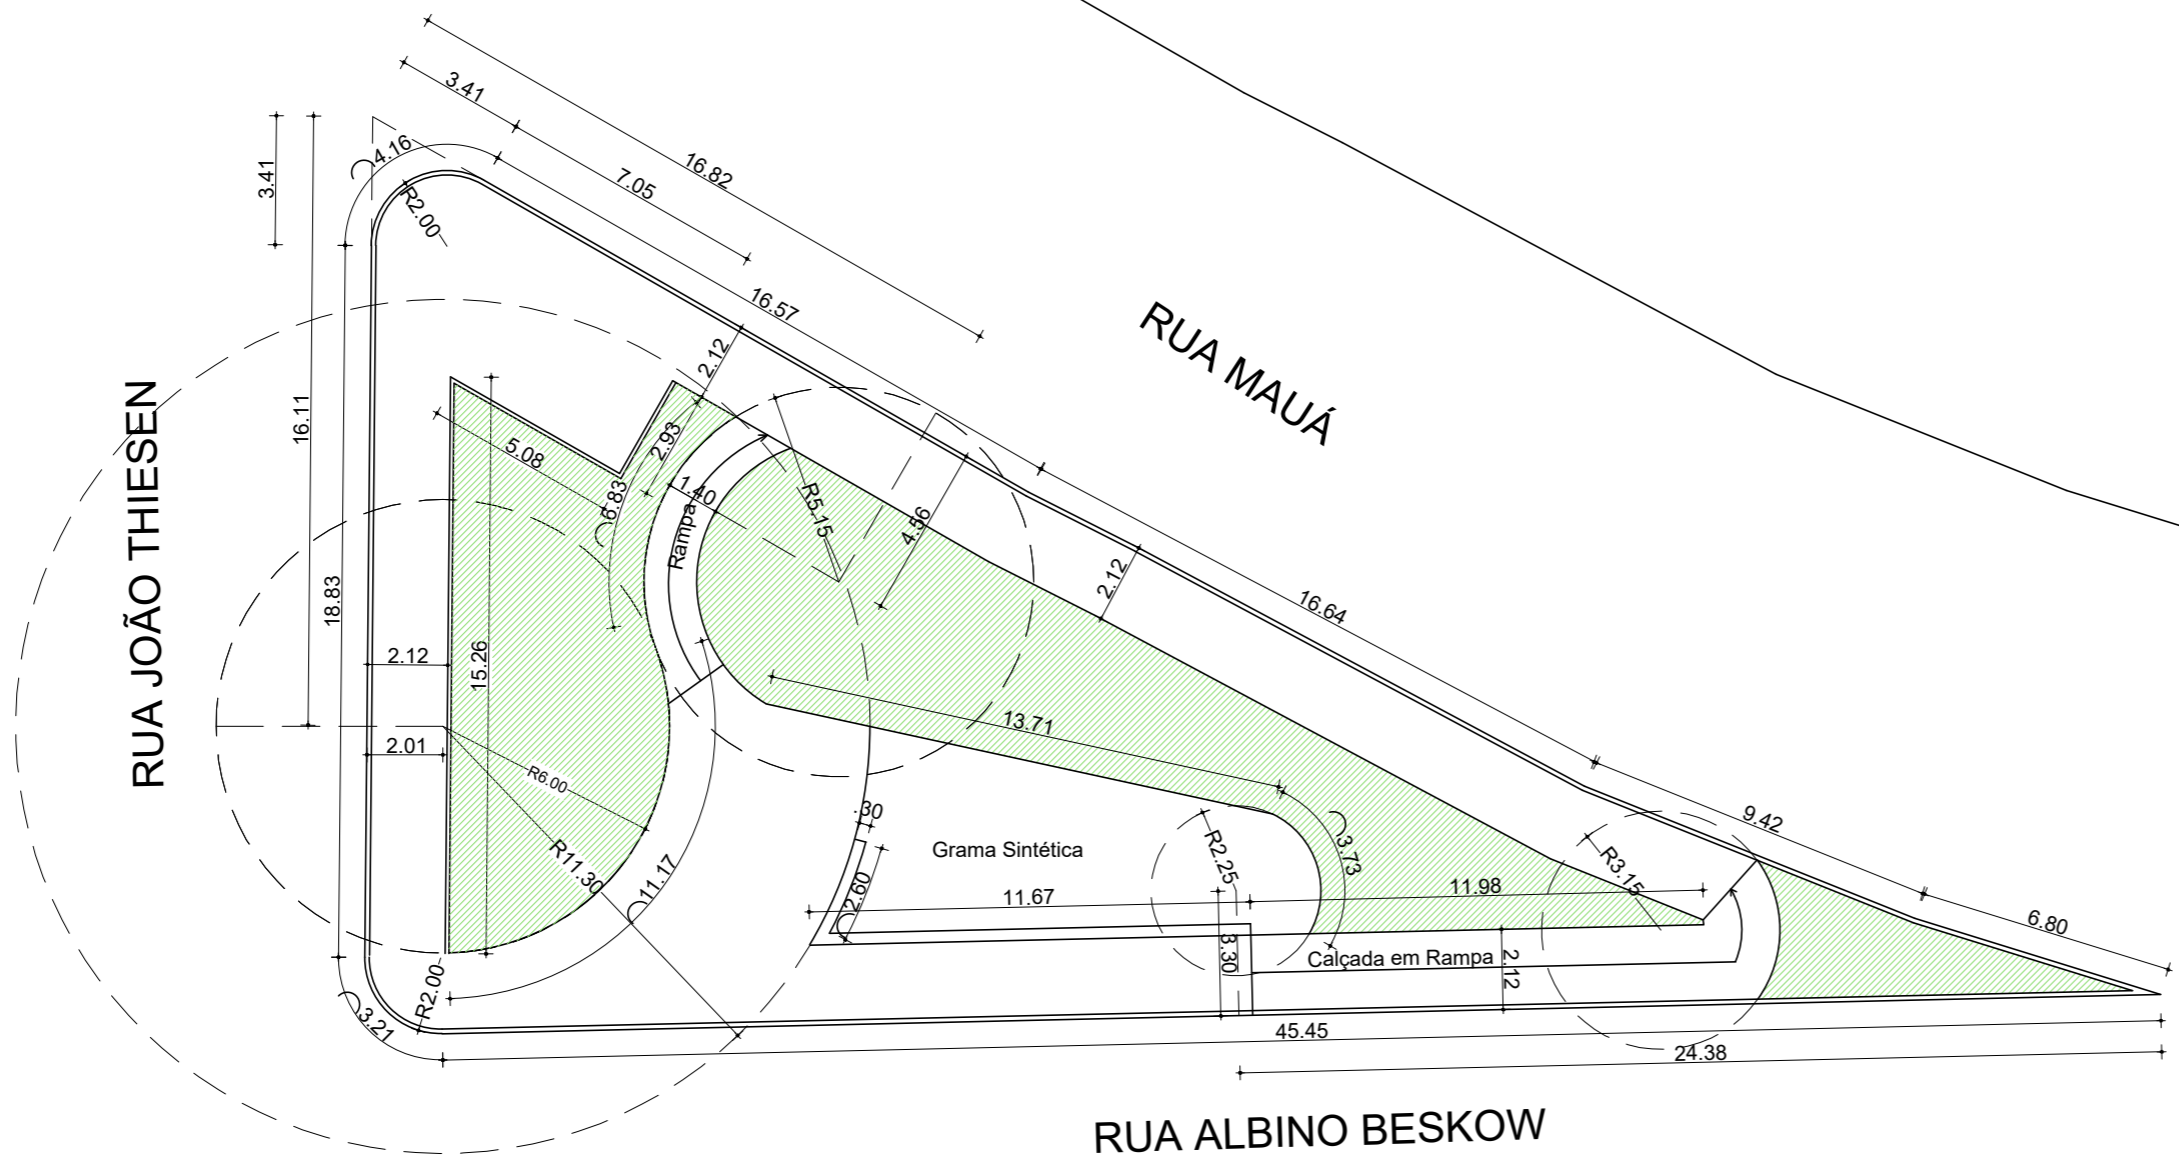 3.41
16.82
7.05
4.16
3.41
R2.00
16.57
2.12
RUA MAUÁ
RUA JOÃO THIESEN
16.11
5.08
2.93
6.83
1.40
Rampa
R5.15
4.56
2.12
16.64
18.83
2.12
15.26
2.01
13.71
R6.00
R11.30
11.17
.30
2.60
Grama Sintética
R2.25
3.73
11.67
11.98
R3.15
9.42
6.80
3.30
Calçada em Rampa
2.12
R2.00
3.21
45.45
24.38
RUA ALBINO BESKOW